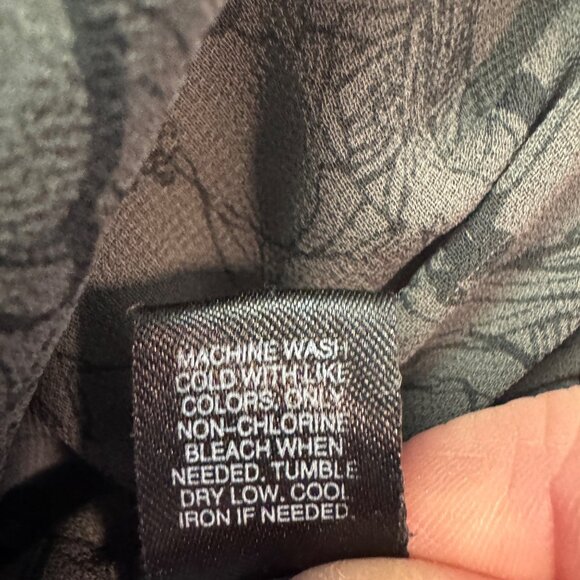 MACHINE WASH
COLD WITH LIKE
COLORS. ONLY
NON-CHLORINE
BLEACH WHEN
NEEDED. TUMBLE
DRY LOW. COOL
IRON IF NEEDED.